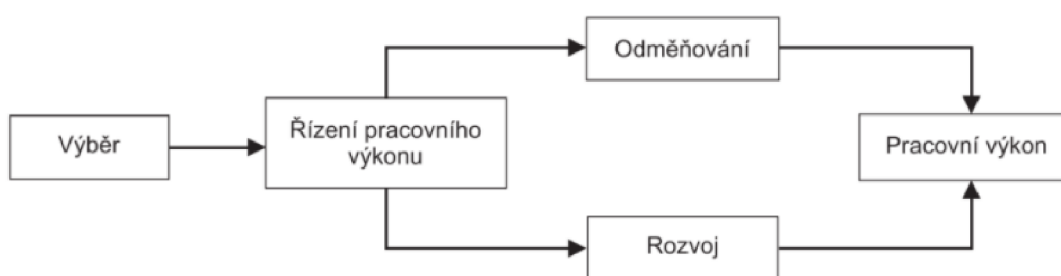 Odměňování
Výběr
Řízení pracovního
výkonu
Pracovní výkon
Rozvoj